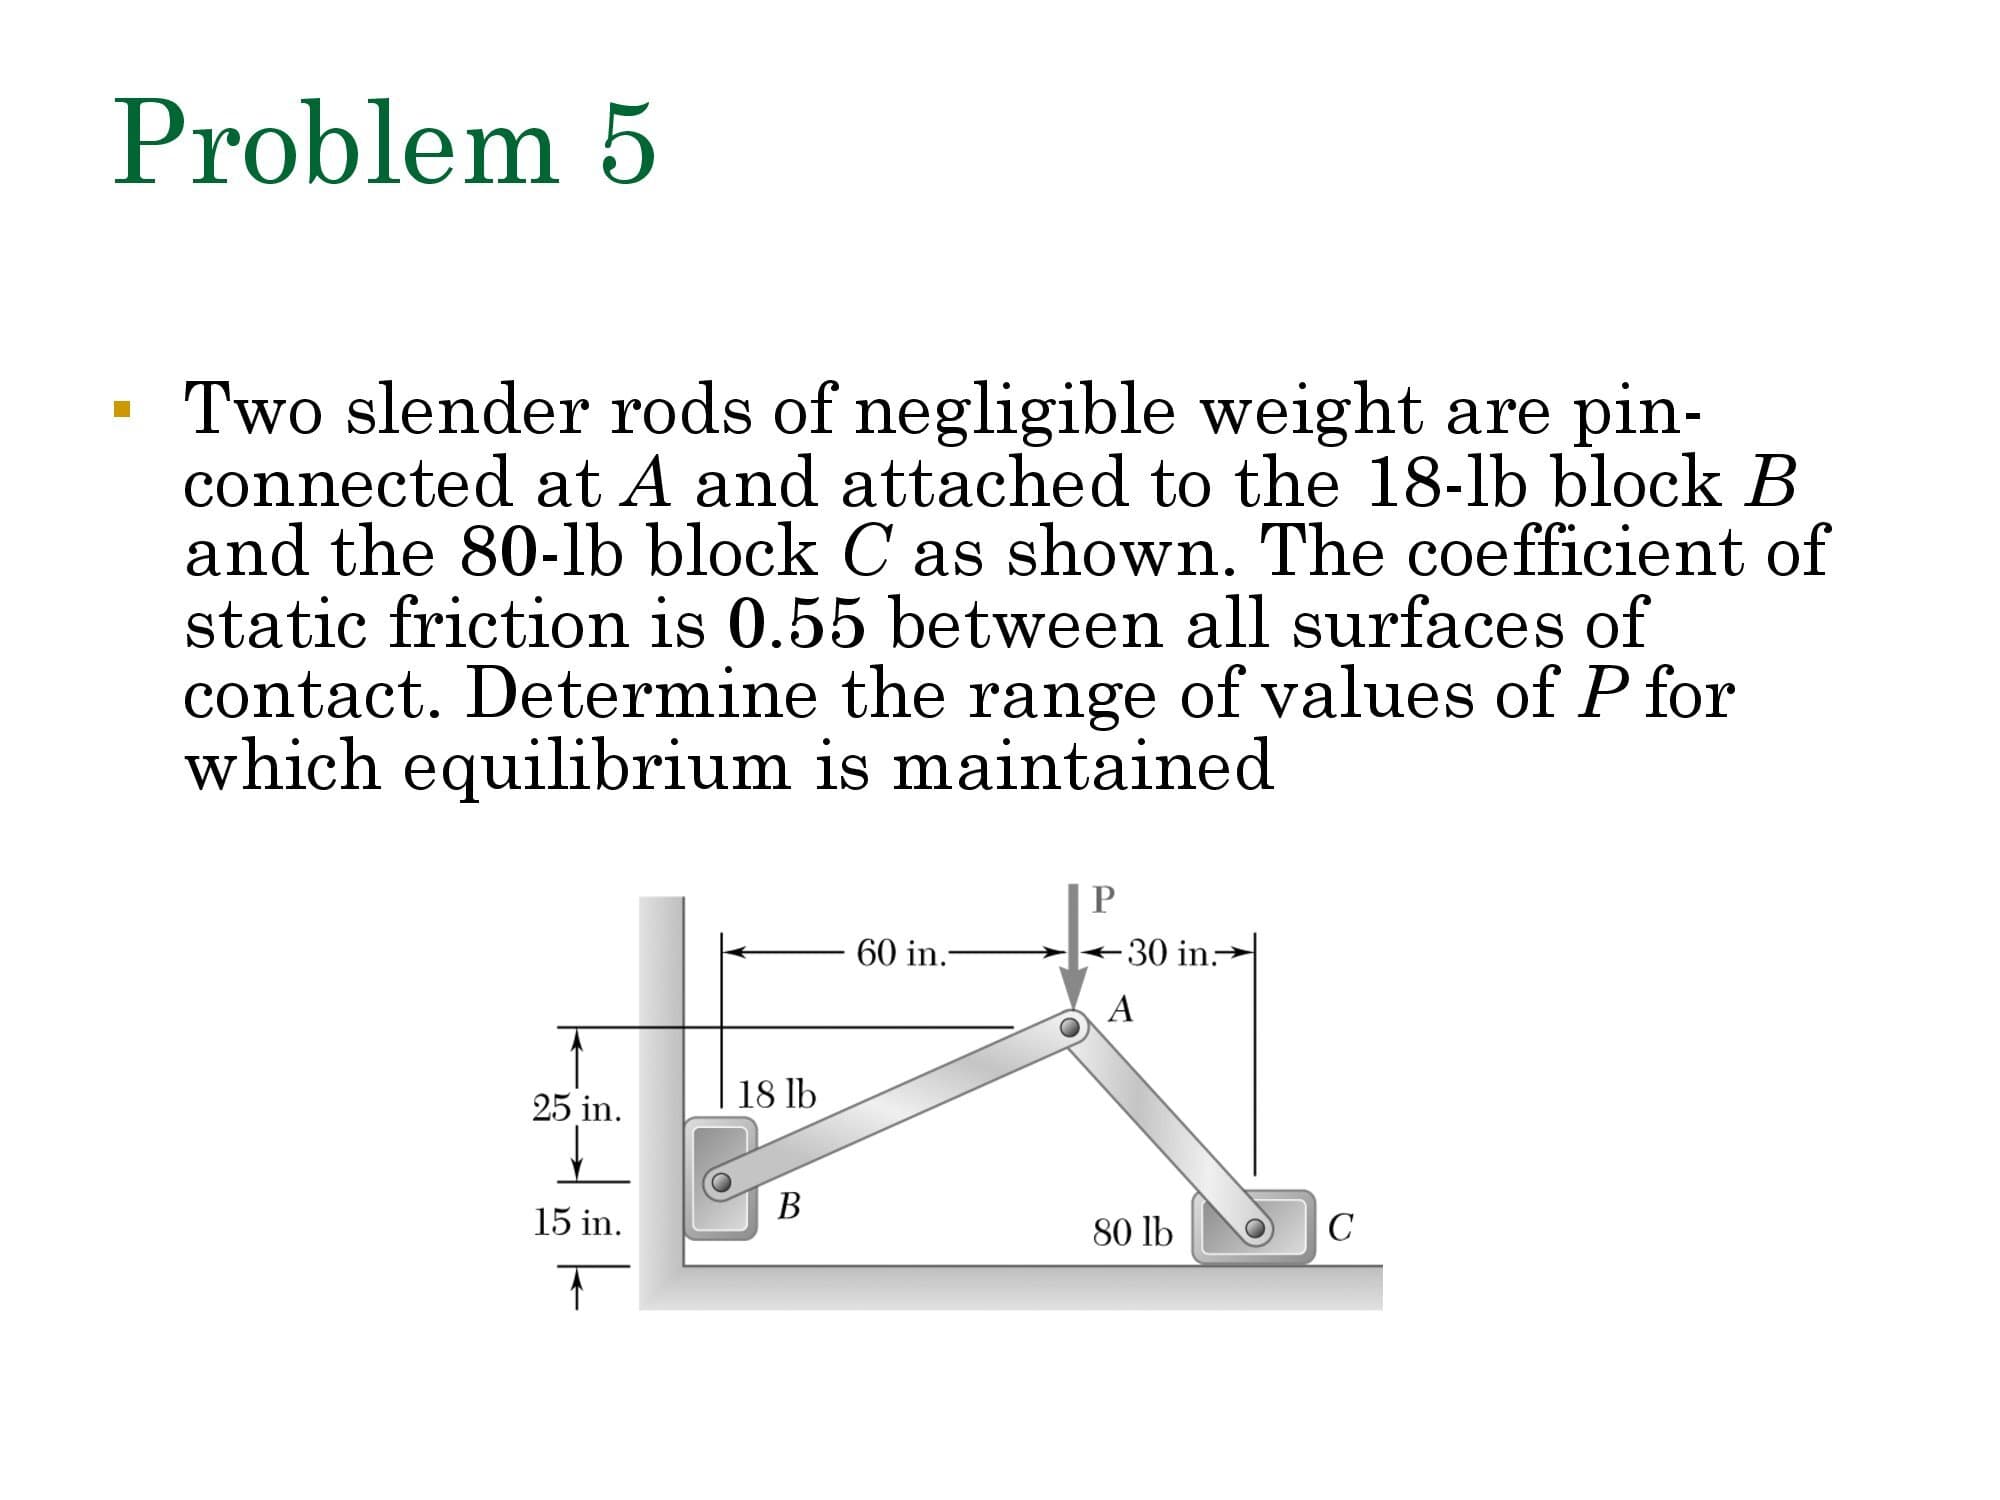 Problem 5
▪ Two slender rods of negligible weight are pin-
connected at A and attached to the 18-lb block B
and the 80-lb block C as shown. The coefficient of
static friction is 0.55 between all surfaces of
contact. Determine the range of values of P for
which equilibrium is maintained
P
60 in.
30 in.
A
25 in.
18 lb
15 in.
B
80 lb
C